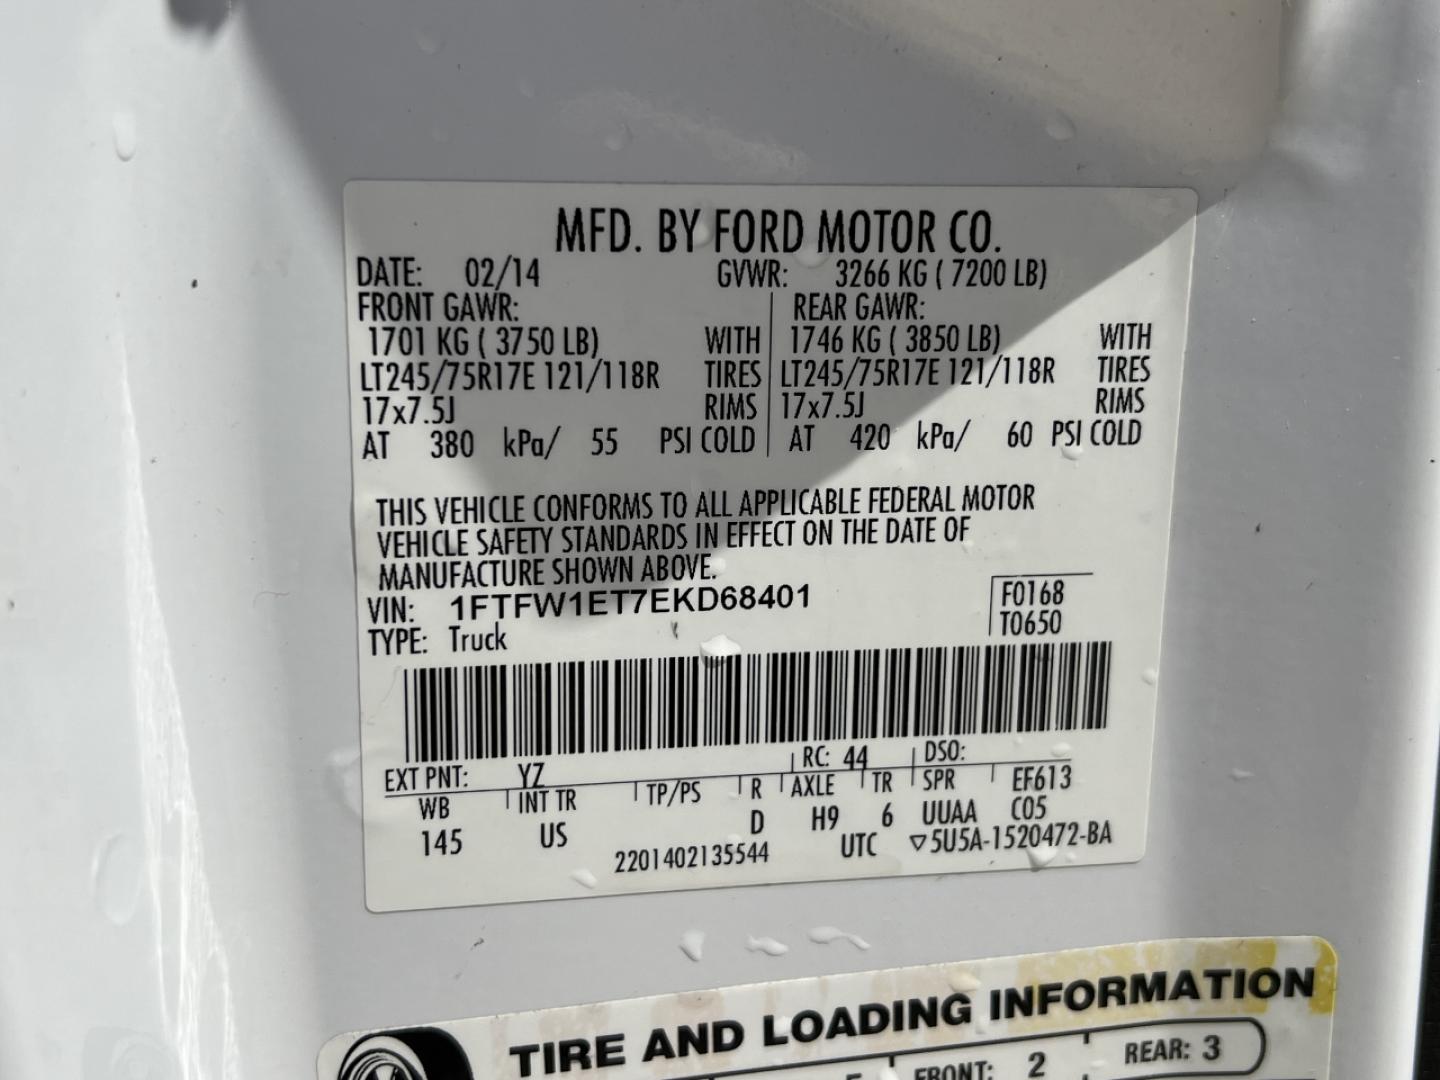 MFD. BY FORD MOTOR CO.
DATE: 02/14 GVWR: 3266 KG ( 7200 LB)
FRONT GAWR: REAR GAWR:
1701 KG ( 3750 LB) WITH 1746 KG ( 3850 LB) WITH
LT245/75R17E 121/118R TIRES LT245/75R17E 121/118R TIRES
17x7.5J RIMS 17x7.5J RIMS
AT 380 kPa/ 55 PSI COLD AT 420 kPa/ 60 PSI COLD
THIS VEHICLE CONFORMS TO ALL APPLICABLE FEDERAL MOTOR
VEHICLE SAFETY STANDARDS IN EFFECT ON THE DATE OF
MANUFACTURE SHOWN ABOVE.
VIN: 1FTFW1ET7EKD68401 F0168
TYPE: Truck T0650
EXT PNT: YZ RC: 44 DSO:
WB INT TR TP/PS R AXLE TR SPR EF613
145 US D H9 6 UUAA C05
2201402135544 UTC ▽5U5A-1520472-BA
TIRE AND LOADING INFORMATION
FRONT: 2 REAR: 3